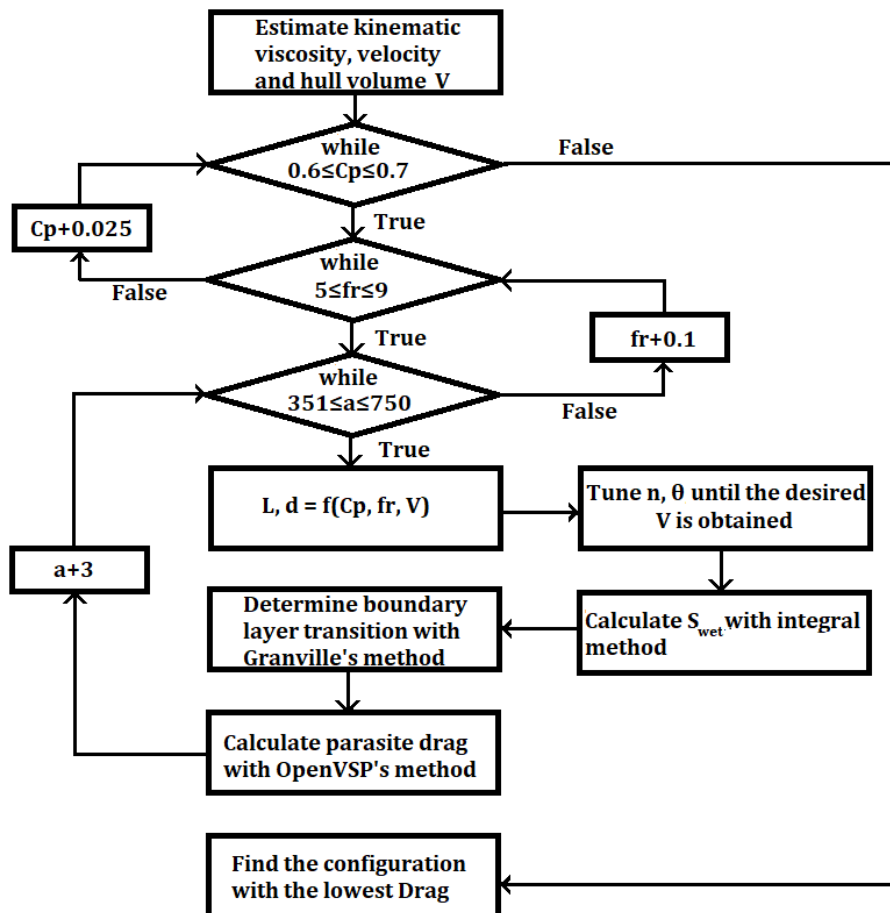 Estimate kinematic
viscosity, velocity
and hull volume V
while
0.6≤Cp≤0.7
False
True
Cp+0.025
while
5≤fr≤9
False
True
fr+0.1
while
351≤a≤750
False
True
L, d = f(Cp, fr, V)
Tune n, θ until the desired
V is obtained
a+3
Determine boundary
layer transition with
Granville's method
Calculate Swet with integral
method
Calculate parasite drag
with OpenVSP's method
Find the configuration
with the lowest Drag